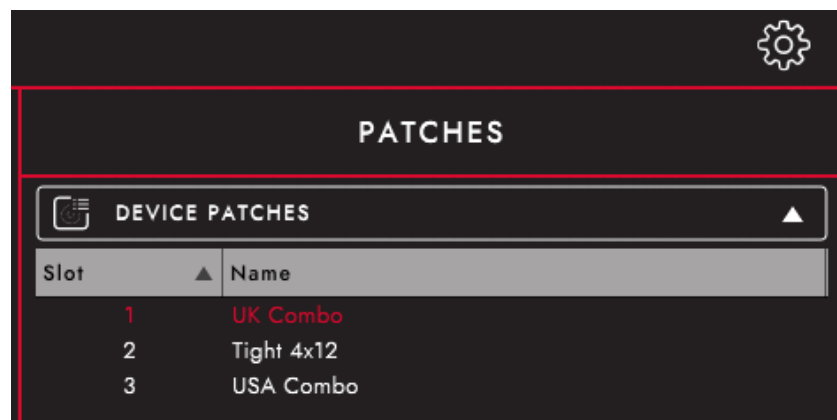 PATCHES
DEVICE PATCHES
Slot Name
1 UK Combo
2 Tight 4x12
3 USA Combo